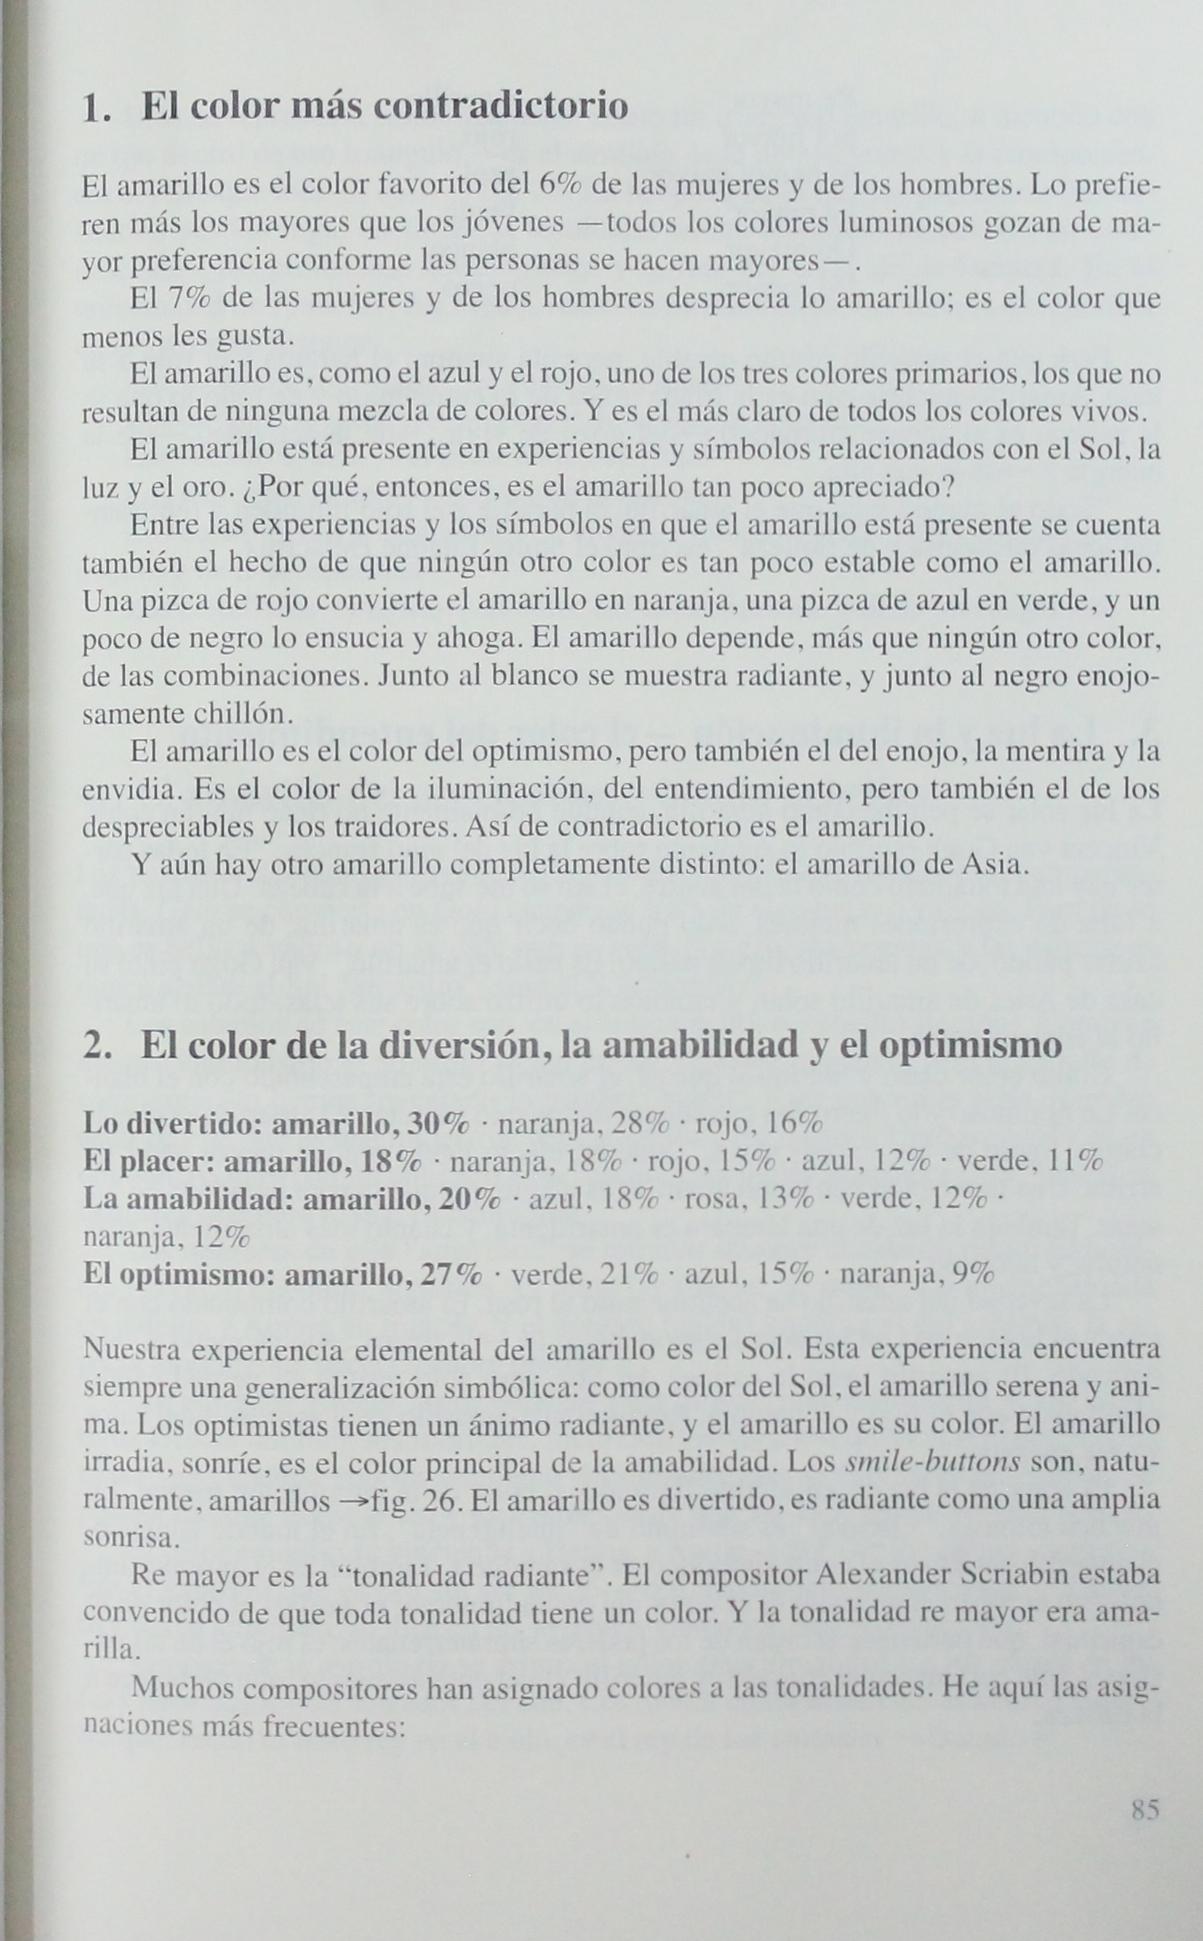 1. El color más contradictorio
El amarillo es el color favorito del 6% de las mujeres y de los hombres. Lo prefie-
ren más los mayores que los jóvenes —todos los colores luminosos gozan de ma-
yor preferencia conforme las personas se hacen mayores—.
El 7% de las mujeres y de los hombres desprecia lo amarillo; es el color que
menos les gusta.
El amarillo es, como el azul y el rojo, uno de los tres colores primarios, los que no
resultan de ninguna mezcla de colores. Y es el más claro de todos los colores vivos.
El amarillo está presente en experiencias y símbolos relacionados con el Sol, la
luz y el oro. ¿Por qué, entonces, es el amarillo tan poco apreciado?
Entre las experiencias y los símbolos en que el amarillo está presente se cuenta
también el hecho de que ningún otro color es tan poco estable como el amarillo.
Una pizca de rojo convierte el amarillo en naranja, una pizca de azul en verde, y un
poco de negro lo ensucia y ahoga. El amarillo depende, más que ningún otro color,
de las combinaciones. Junto al blanco se muestra radiante, y junto al negro enojo-
samente chillón.
El amarillo es el color del optimismo, pero también el del enojo, la mentira y la
envidia. Es el color de la iluminación, del entendimiento, pero también el de los
despreciables y los traidores. Así de contradictorio es el amarillo.
Y aún hay otro amarillo completamente distinto: el amarillo de Asia.
2. El color de la diversión, la amabilidad y el optimismo
Lo divertido: amarillo, 30% · naranja, 28% · rojo, 16%
El placer: amarillo, 18% · naranja, 18% · rojo, 15% · azul, 12% · verde, 11%
La amabilidad: amarillo, 20% · azul, 18% · rosa, 13% · verde, 12% ·
naranja, 12%
El optimismo: amarillo, 27% · verde, 21% · azul, 15% · naranja, 9%
Nuestra experiencia elemental del amarillo es el Sol. Esta experiencia encuentra
siempre una generalización simbólica: como color del Sol, el amarillo serena y ani-
ma. Los optimistas tienen un ánimo radiante, y el amarillo es su color. El amarillo
irradia, sonríe, es el color principal de la amabilidad. Los smile-buttons son, natu-
ralmente, amarillos →fig. 26. El amarillo es divertido, es radiante como una amplia
sonrisa.
Re mayor es la “tonalidad radiante”. El compositor Alexander Scriabin estaba
convencido de que toda tonalidad tiene un color. Y la tonalidad re mayor era ama-
rilla.
Muchos compositores han asignado colores a las tonalidades. He aquí las asig-
naciones más frecuentes:
85